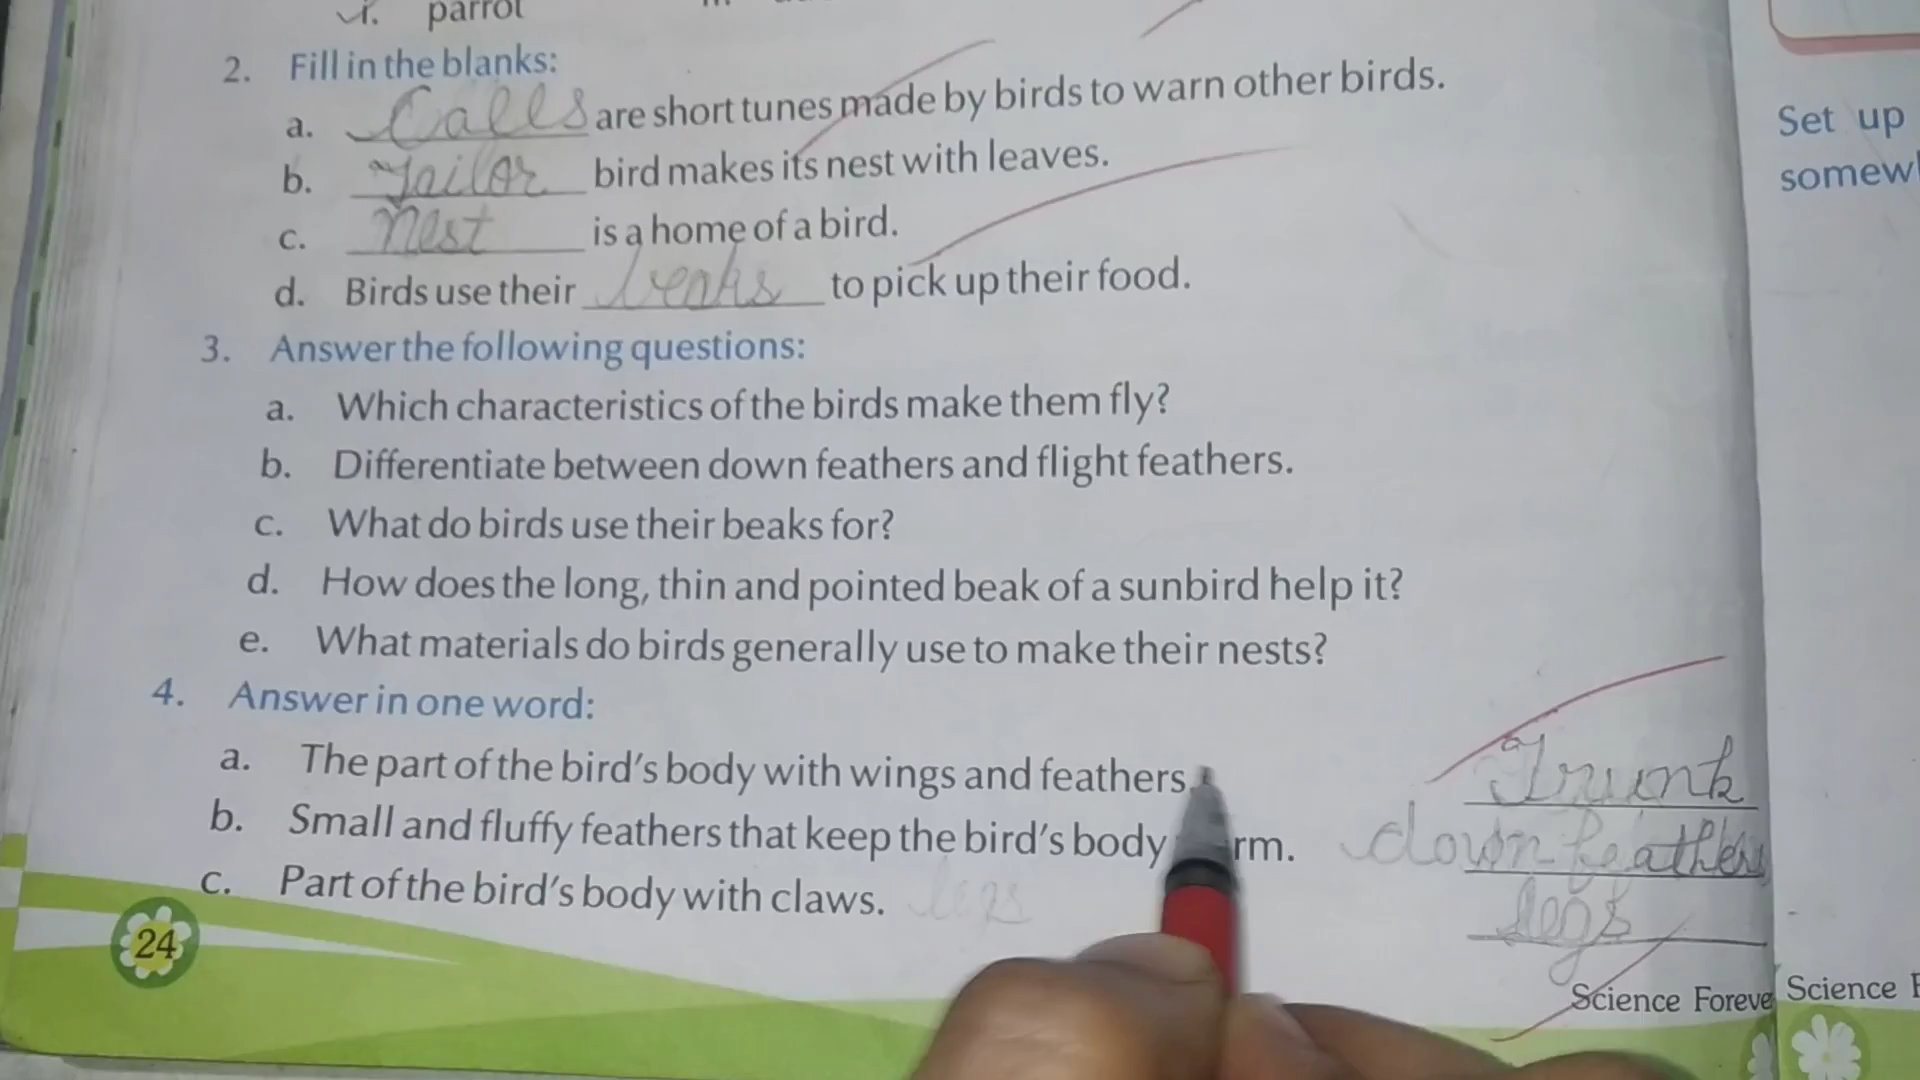 i. parrot
2. Fill in the blanks:
a. Calls are short tunes made by birds to warn other birds.
b. Tailor bird makes its nest with leaves.
c. Nest is a home of a bird.
d. Birds use their beaks to pick up their food.
3. Answer the following questions:
a. Which characteristics of the birds make them fly?
b. Differentiate between down feathers and flight feathers.
c. What do birds use their beaks for?
d. How does the long, thin and pointed beak of a sunbird help it?
e. What materials do birds generally use to make their nests?
4. Answer in one word:
a. The part of the bird's body with wings and feathers Trunk
b. Small and fluffy feathers that keep the bird's body rm. down feathers
c. Part of the bird's body with claws. legs legs
24
Science Foreve
Set up
somew
Science F